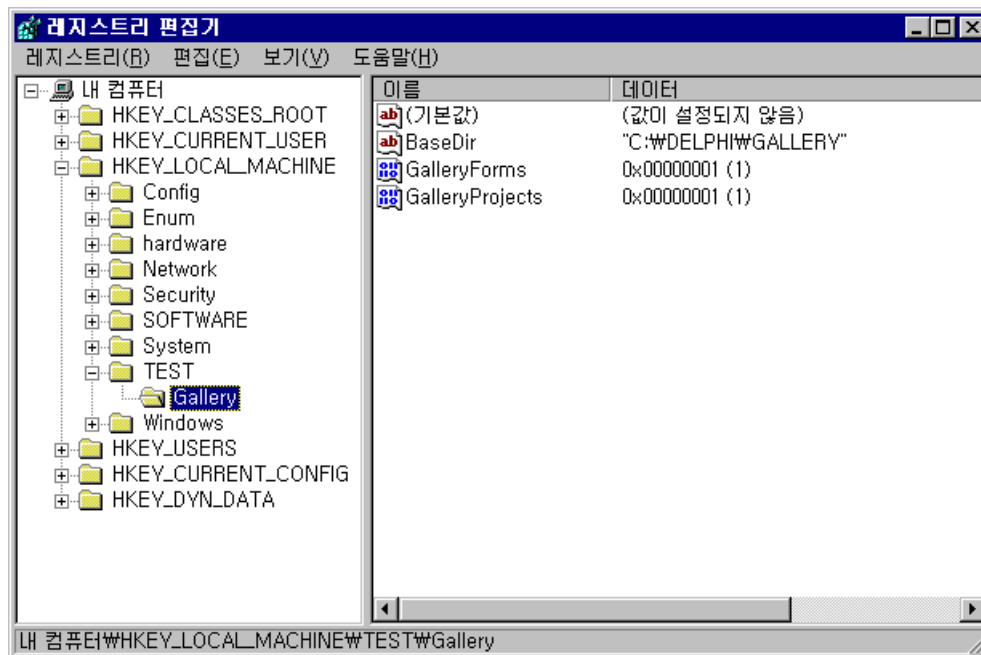 레지스트리 편집기
레지스트리(R) 편집(E) 보기(V) 도움말(H)
내 컴퓨터
HKEY_CLASSES_ROOT
HKEY_CURRENT_USER
HKEY_LOCAL_MACHINE
Config
Enum
hardware
Network
Security
SOFTWARE
System
TEST
Gallery
Windows
HKEY_USERS
HKEY_CURRENT_CONFIG
HKEY_DYN_DATA
이름 데이터
(기본값) (값이 설정되지 않음)
BaseDir "C:₩DELPHI₩GALLERY"
GalleryForms 0x00000001 (1)
GalleryProjects 0x00000001 (1)
내 컴퓨터₩HKEY_LOCAL_MACHINE₩TEST₩Gallery